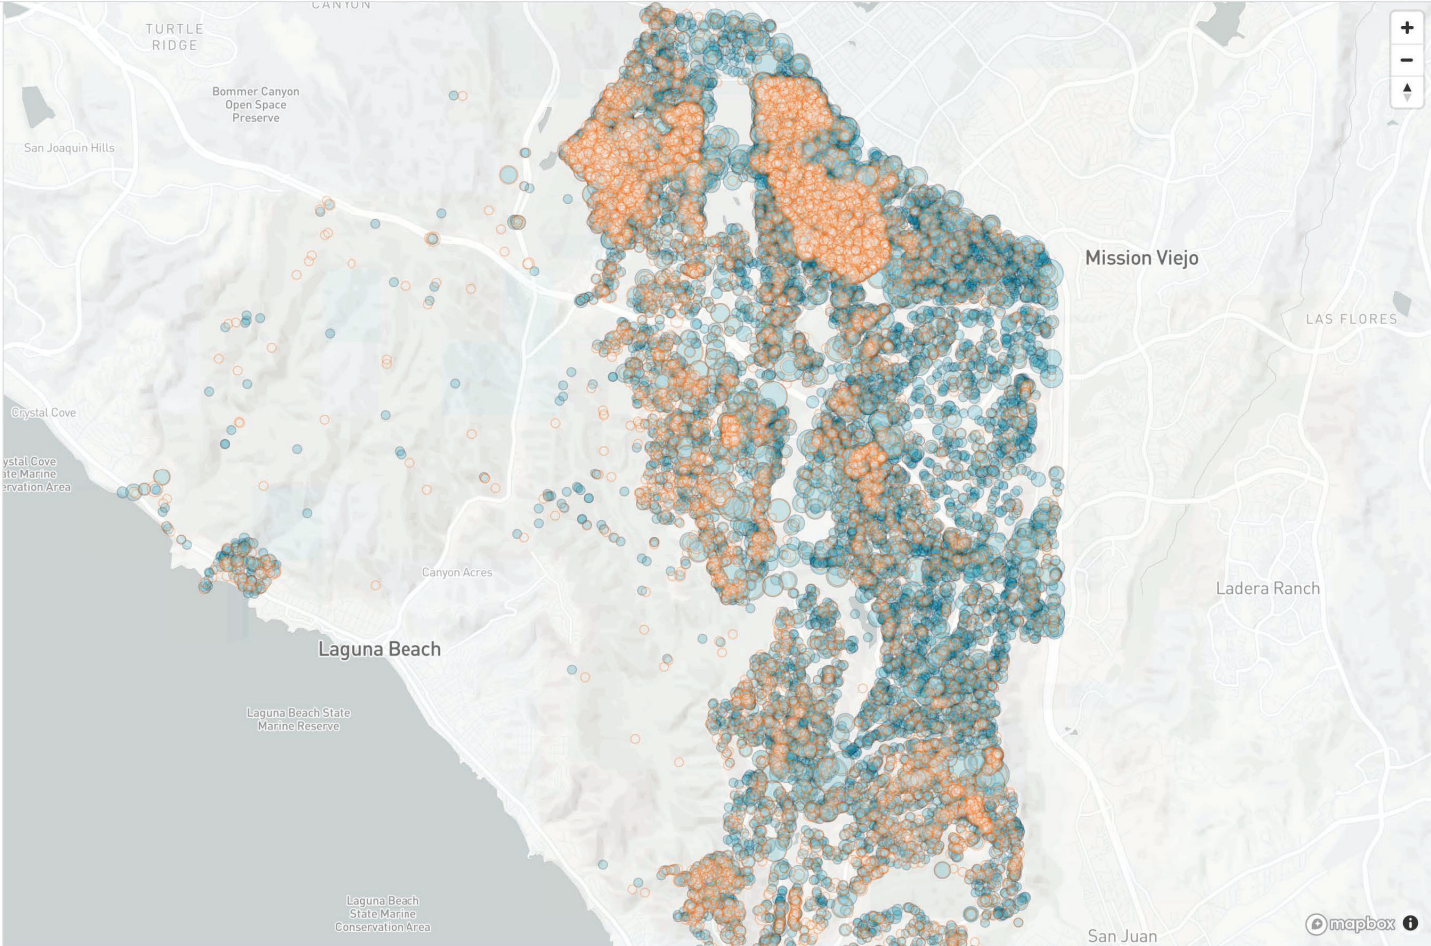 CANYON
TURTLE
RIDGE
Bommer Canyon
Open Space
Preserve
San Joaquin Hills
Mission Viejo
LAS FLORES
Crystal Cove
ystal Cove
ate Marine
ervation Area
Canyon Acres
Ladera Ranch
Laguna Beach
Laguna Beach State
Marine Reserve
Laguna Beach
State Marine
Conservation Area
mapbox
San Juan